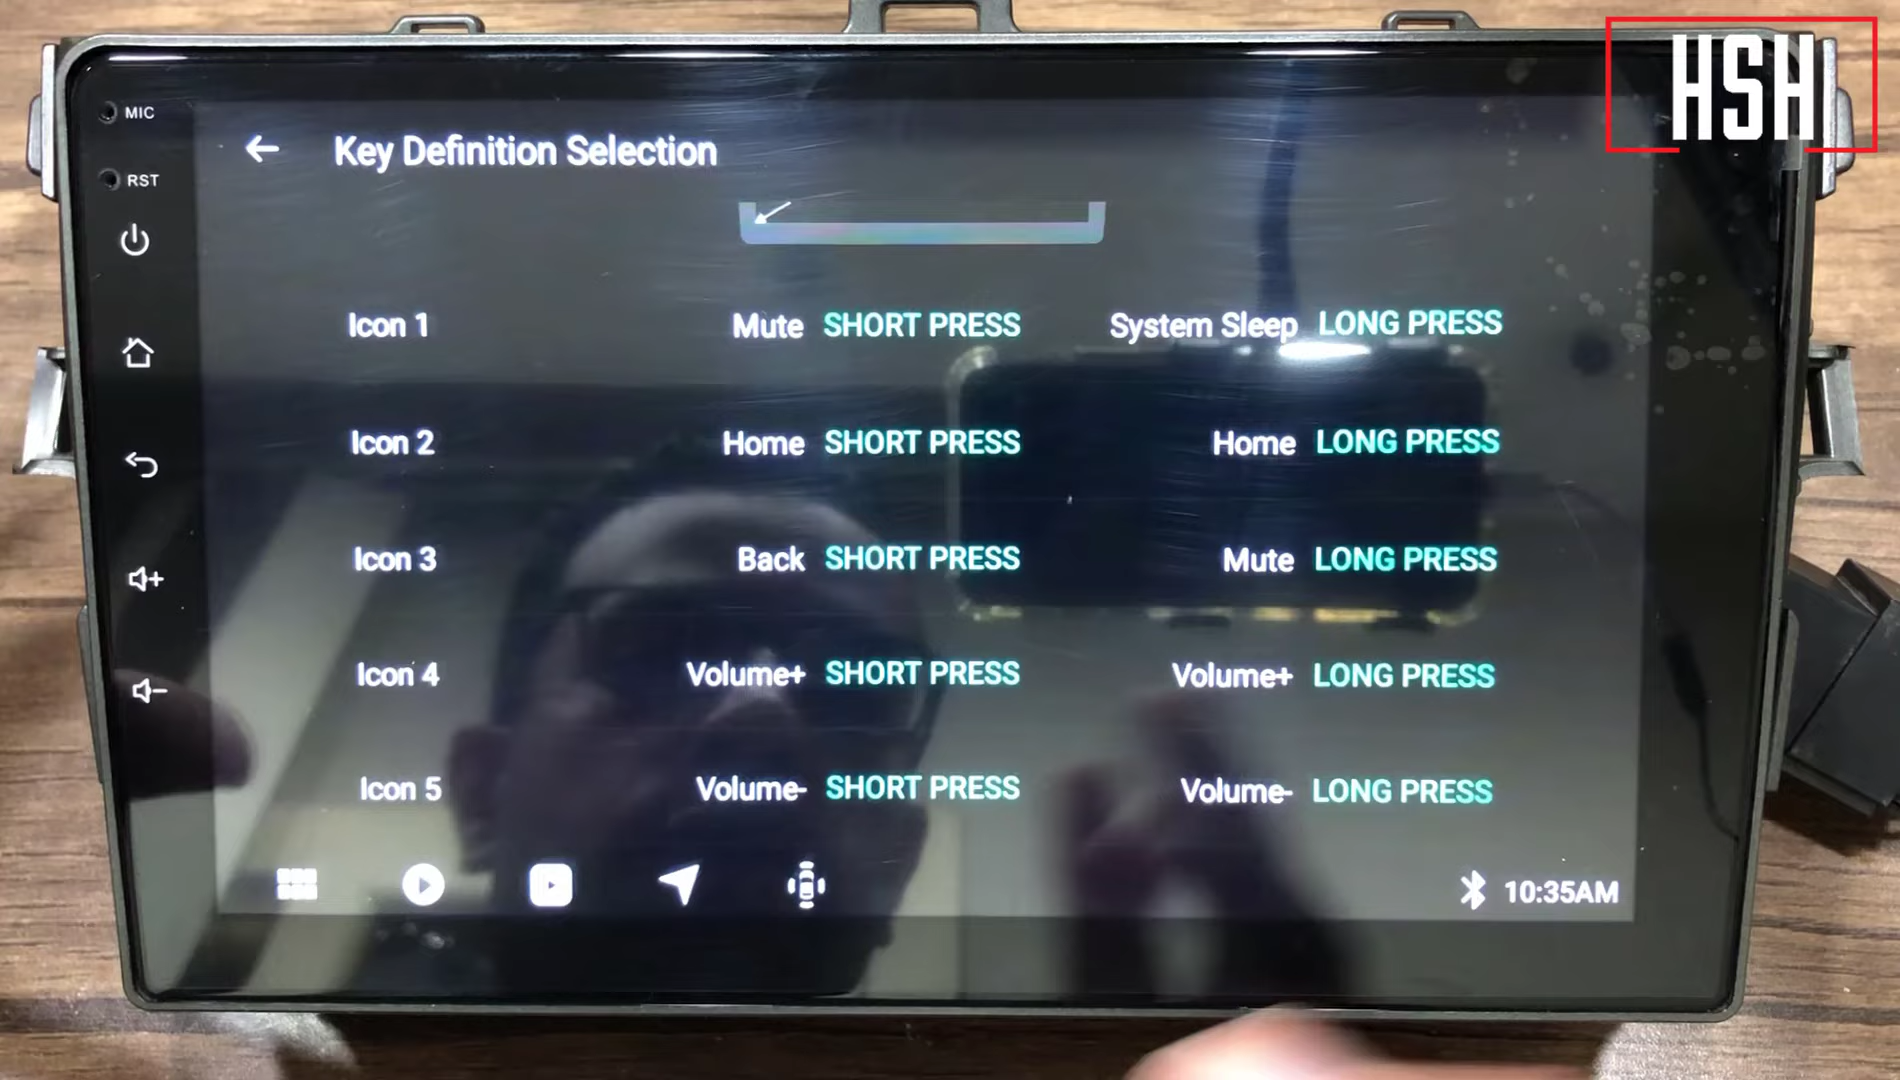 HSH
MIC
RST
Key Definition Selection
Icon 1 Mute SHORT PRESS System Sleep LONG PRESS
Icon 2 Home SHORT PRESS Home LONG PRESS
Icon 3 Back SHORT PRESS Mute LONG PRESS
Icon 4 Volume+ SHORT PRESS Volume+ LONG PRESS
Icon 5 Volume- SHORT PRESS Volume- LONG PRESS
10:35AM